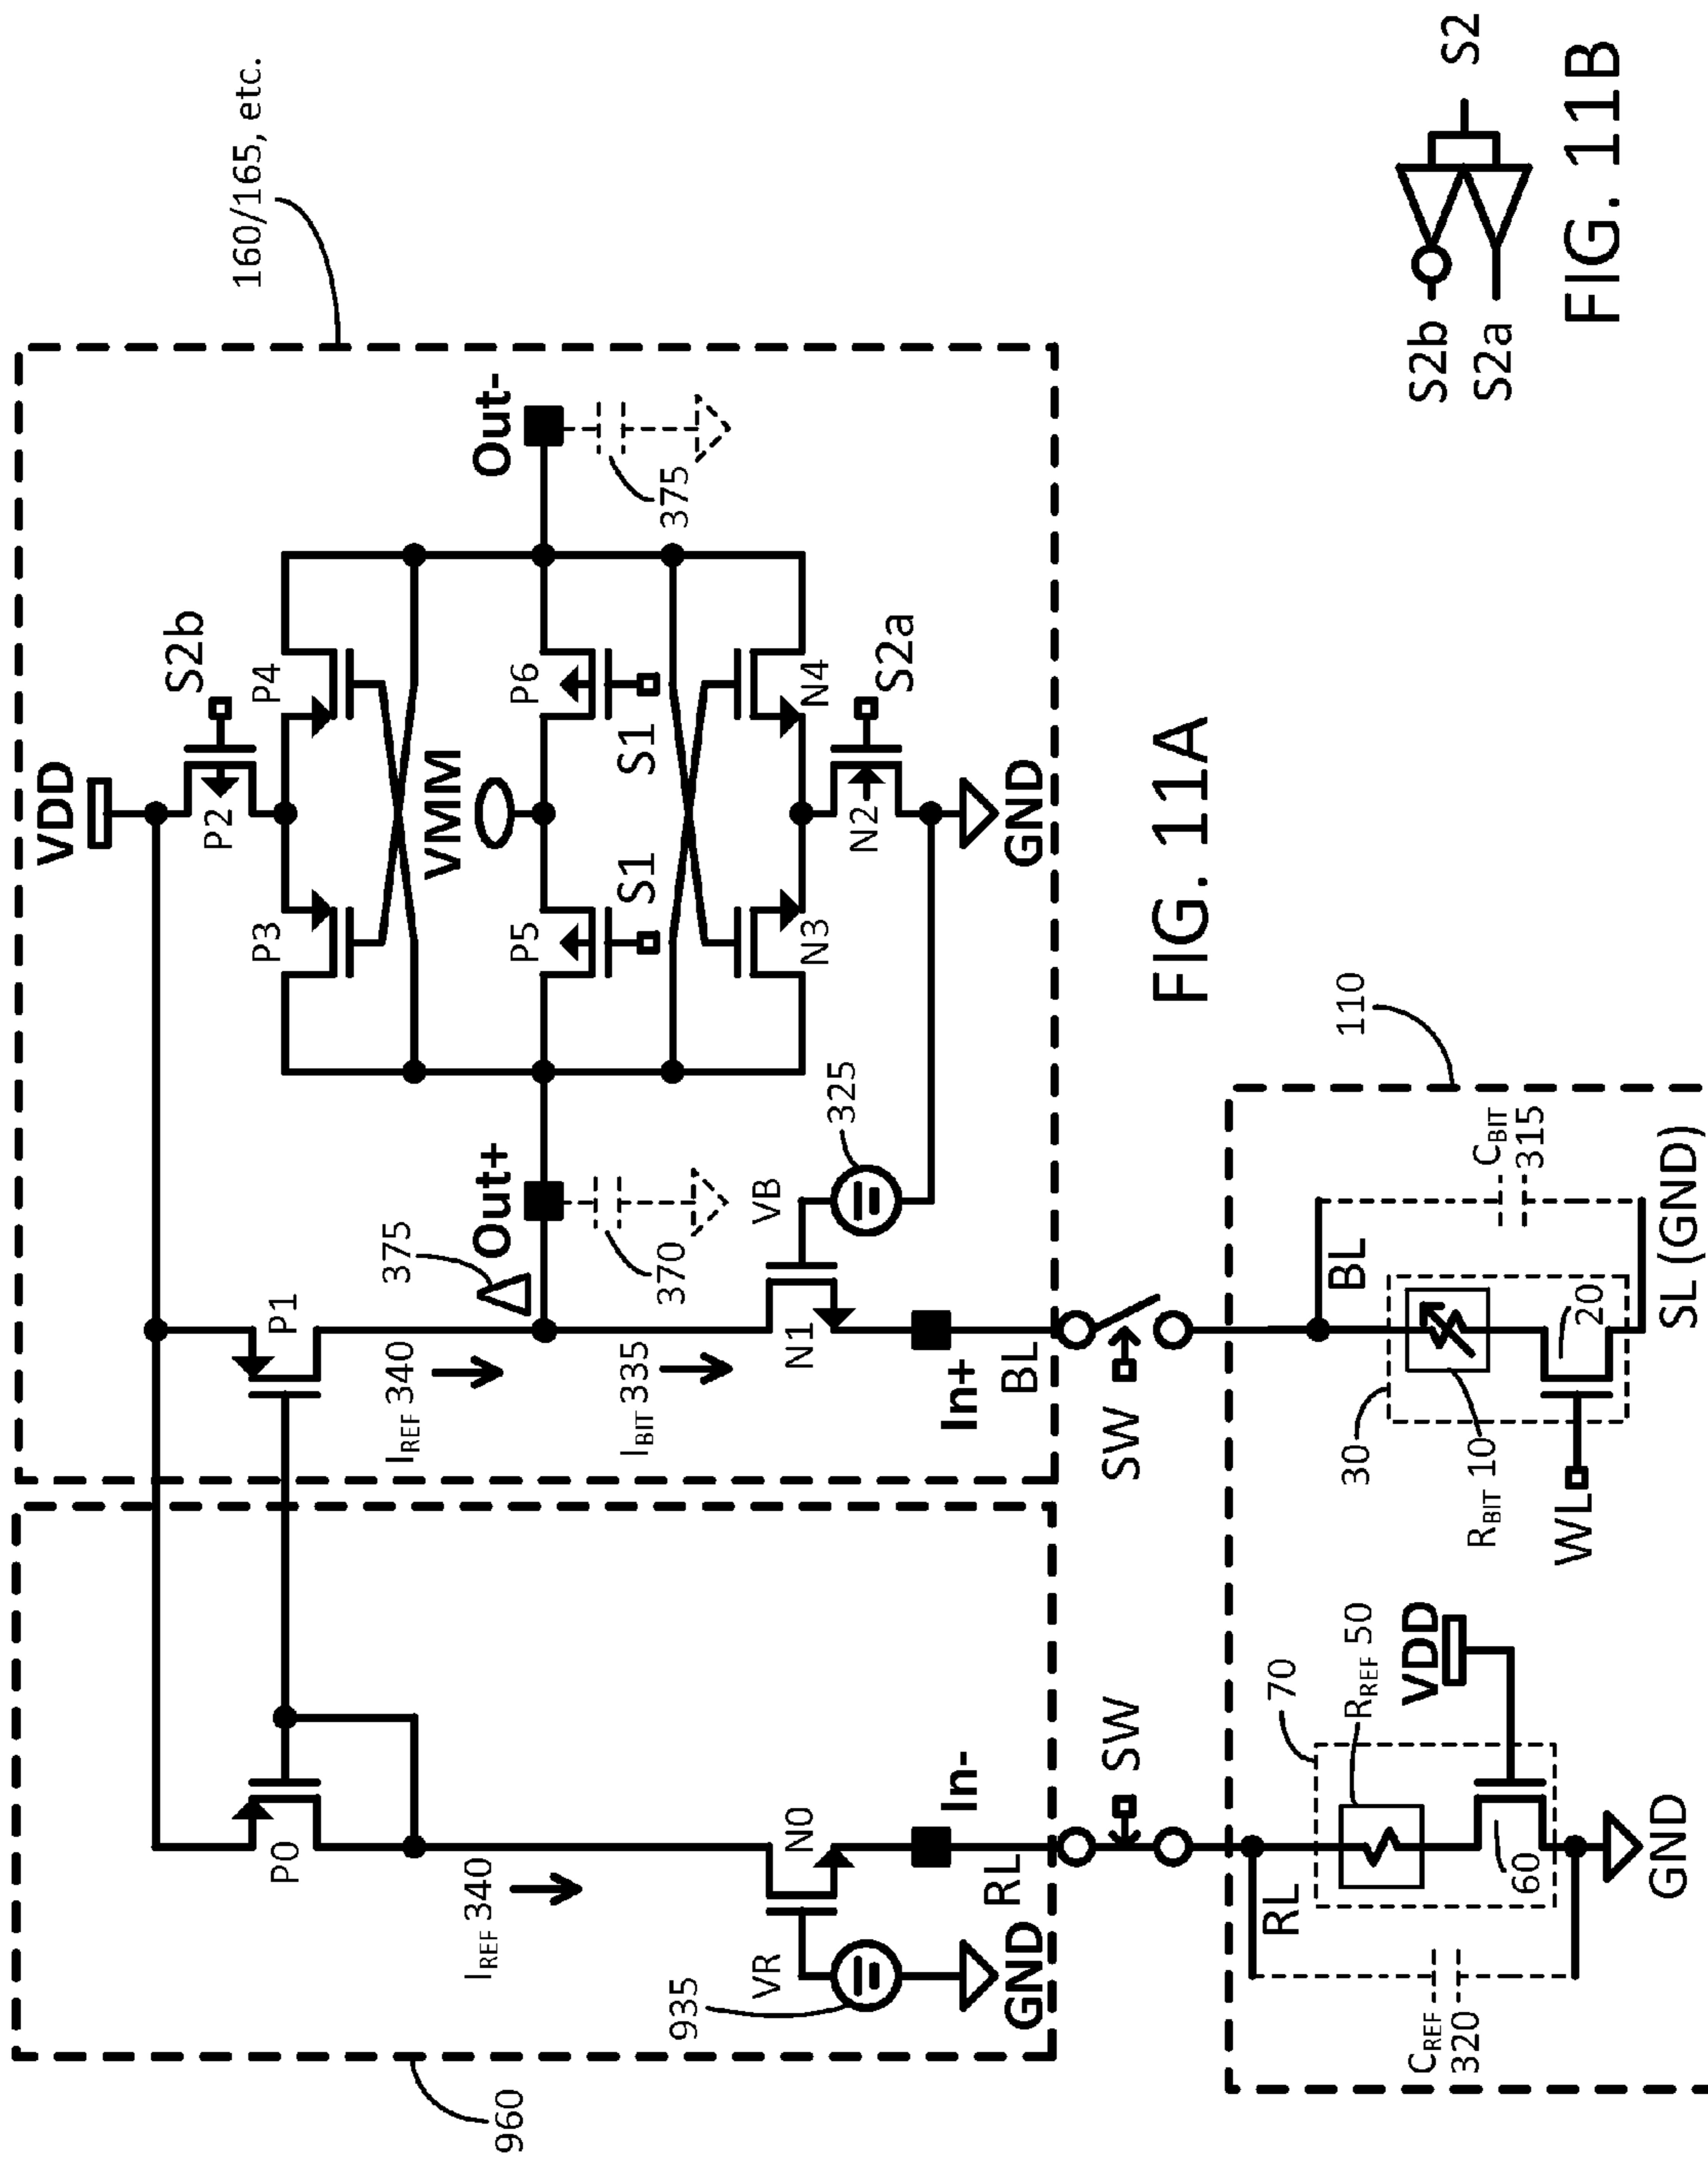 160/165, etc.
960
VDD
P0
P1
P2
S2b
P3
P4
VMM
P5
P6
S1
S1
IREF 340
IREF 340
375
Out+
Out-
370
375
IBIT 335
N0
N1
VR
VB
935
325
N3
N4
N2
S2a
GND
GND
RL
In-
BL
In+
SW
SW
FIG. 11A
S2b
S2a
S2
FIG. 11B
110
70
RL
RREF 50
VDD
60
CREF
320
GND
BL
30
RBIT 10
20
WL
CBIT
315
SL (GND)